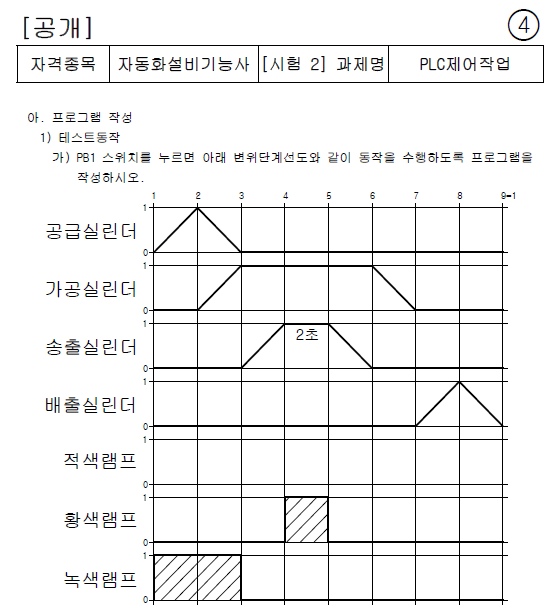 [공개]
④
자격종목 자동화설비기능사 [시험 2] 과제명 PLC제어작업
아. 프로그램 작성
1) 테스트동작
가) PB1 스위치를 누르면 아래 변위단계선도와 같이 동작을 수행하도록 프로그램을
작성하시오.
1 2 3 4 5 6 7 8 9=1
1
공급실린더
0
1
가공실린더
0
1
송출실린더 2초
0
1
배출실린더
0
1
적색램프
0
1
황색램프
0
1
녹색램프
0